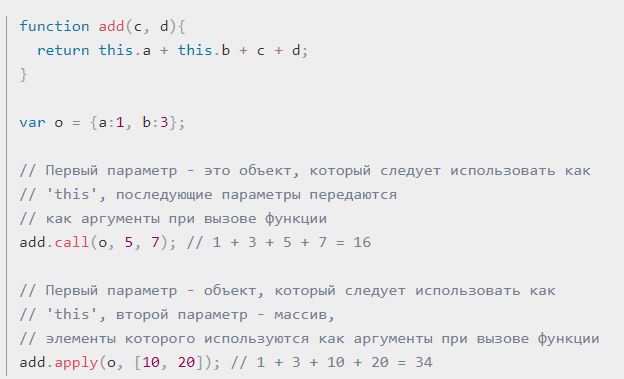 function add(c, d){
  return this.a + this.b + c + d;
}
var o = {a:1, b:3};
// Первый параметр - это объект, который следует использовать как
// 'this', последующие параметры передаются
// как аргументы при вызове функции
add.call(o, 5, 7); // 1 + 3 + 5 + 7 = 16
// Первый параметр - объект, который следует использовать как
// 'this', второй параметр - массив,
// элементы которого используются как аргументы при вызове функции
add.apply(o, [10, 20]); // 1 + 3 + 10 + 20 = 34